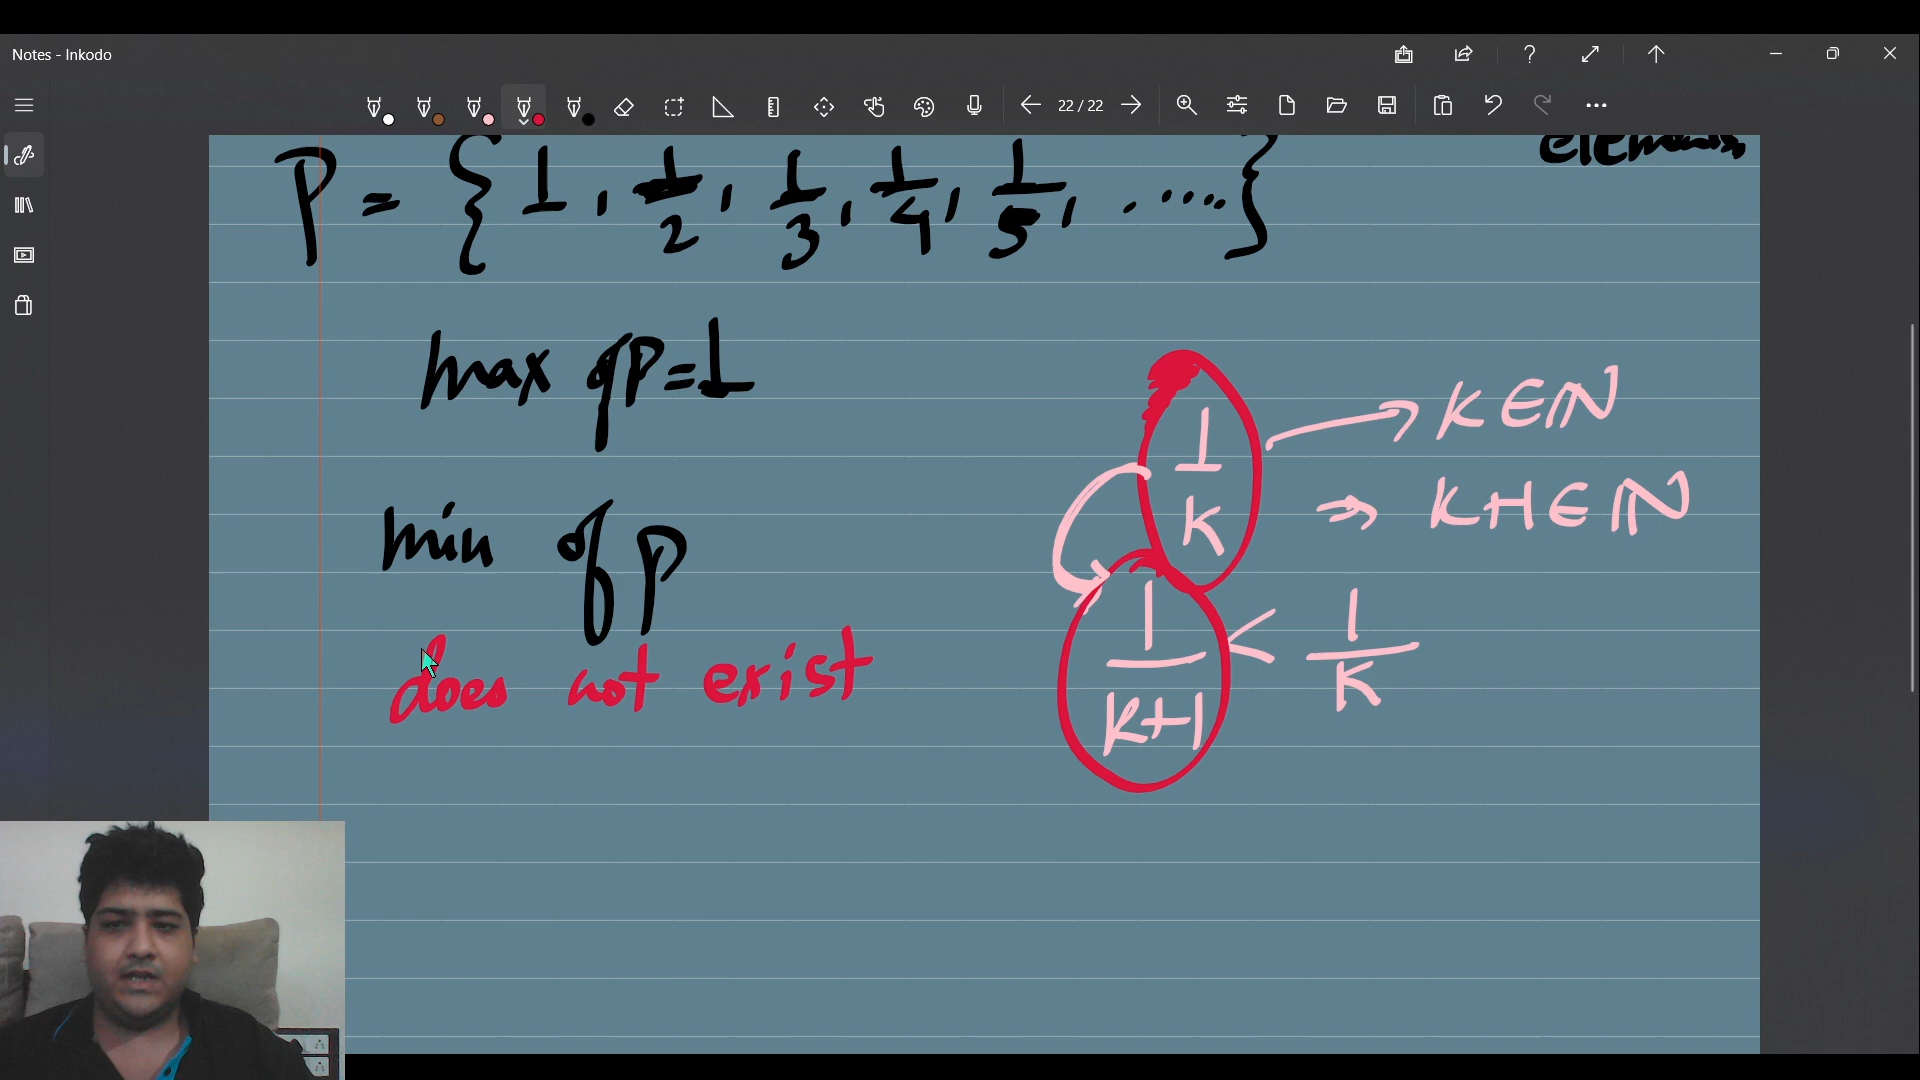 Notes - Inkodo
22 / 22
elements
P = { 1, 1/2, 1/3, 1/4, 1/5, ..... }
max of P = 1
1/K → K ∈ ℕ
⇒ K+1 ∈ ℕ
min of P
does not exist
1/(K+1) < 1/K